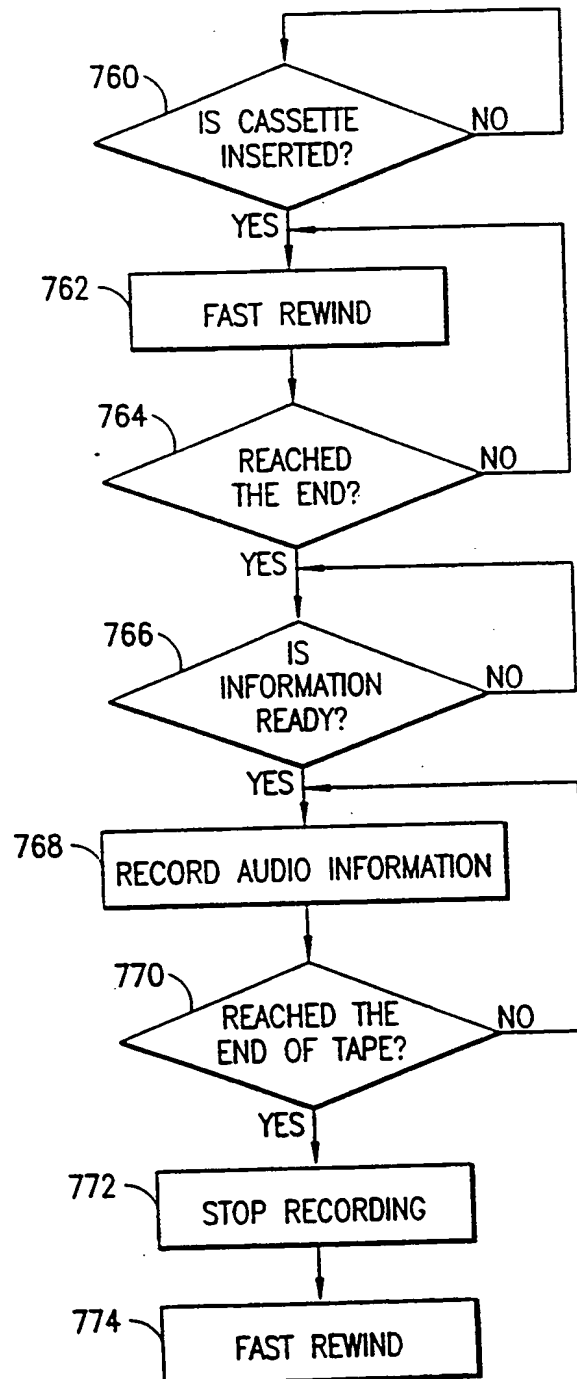 760
IS CASSETTE
INSERTED?
NO
YES
762
FAST REWIND
764
REACHED
THE END?
NO
YES
766
IS
INFORMATION
READY?
NO
YES
768
RECORD AUDIO INFORMATION
770
REACHED THE
END OF TAPE?
NO
YES
772
STOP RECORDING
774
FAST REWIND